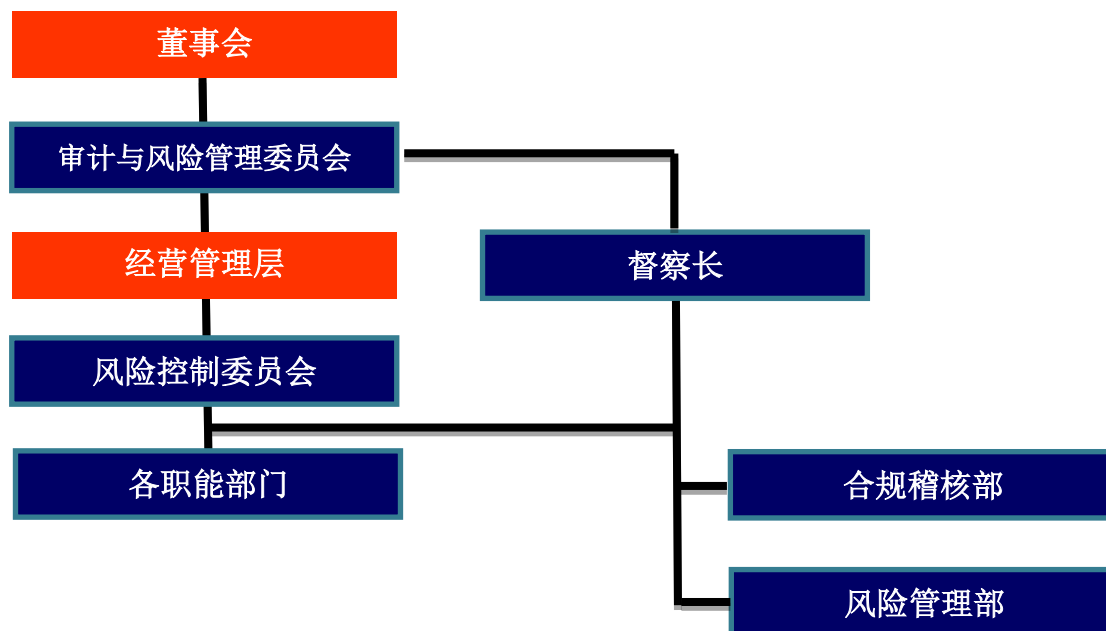 董事会
审计与风险管理委员会
经营管理层
督察长
风险控制委员会
各职能部门
合规稽核部
风险管理部